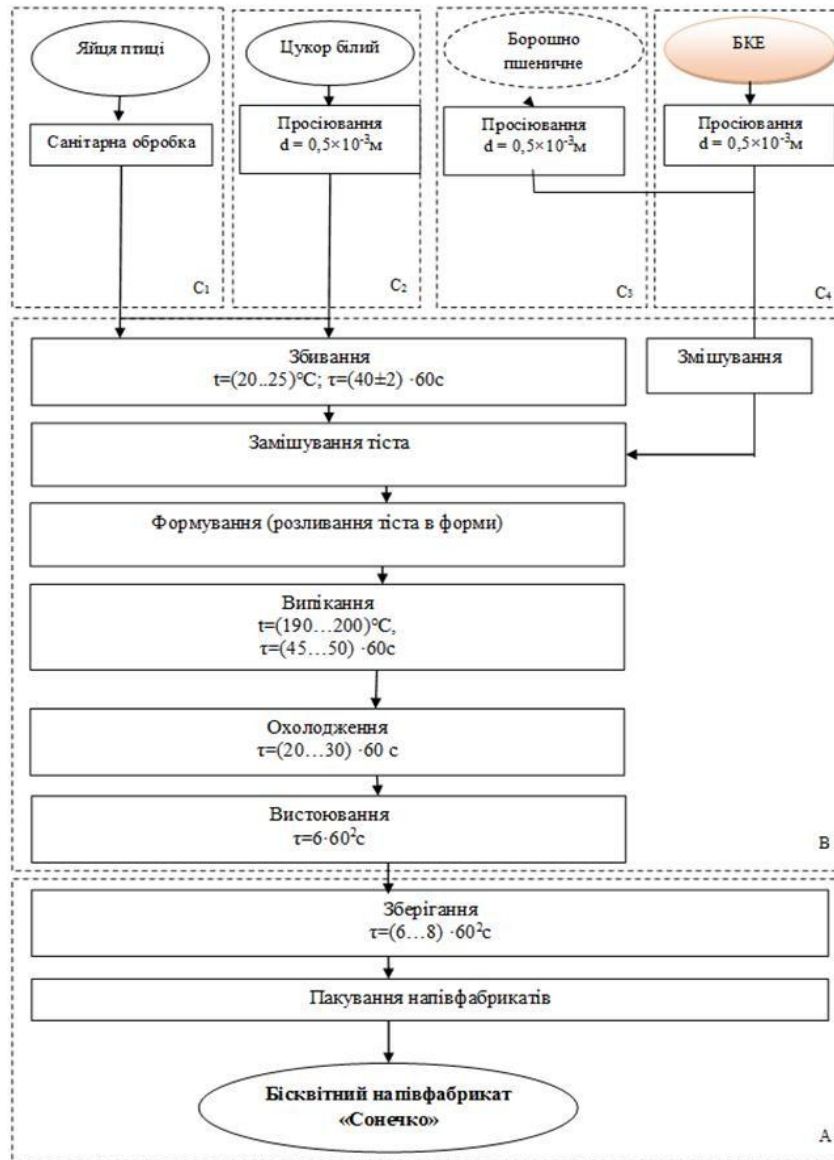 Яйця птиці
Цукор білий
Борошно
пшеничне
БКЕ
Санітарна обробка
Просіювання
d = 0,5×10⁻³м
Просіювання
d = 0,5×10⁻³м
Просіювання
d = 0,5×10⁻³м
C₁
C₂
C₃
C₄
Збивання
t=(20..25)°C; τ=(40±2) ·60с
Змішування
Замішування тіста
Формування (розливання тіста в форми)
Випікання
t=(190…200)°C,
τ=(45…50) ·60с
Охолодження
τ=(20…30) ·60 с
Вистоювання
τ=6·60²с
B
Зберігання
τ=(6…8) ·60²с
Пакування напівфабрикатів
Бісквітний напівфабрикат
«Сонечко»
A